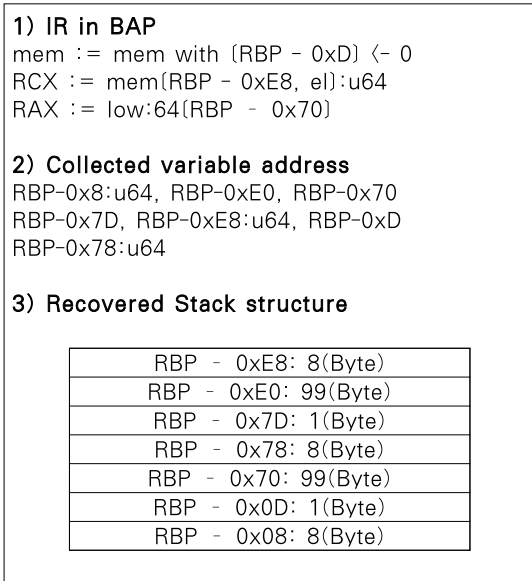 1) IR in BAP
mem := mem with [RBP - 0xD] <- 0
RCX := mem[RBP - 0xE8, el]:u64
RAX := low:64[RBP - 0x70]
2) Collected variable address
RBP-0x8:u64, RBP-0xE0, RBP-0x70
RBP-0x7D, RBP-0xE8:u64, RBP-0xD
RBP-0x78:u64
3) Recovered Stack structure
RBP - 0xE8: 8(Byte)
RBP - 0xE0: 99(Byte)
RBP - 0x7D: 1(Byte)
RBP - 0x78: 8(Byte)
RBP - 0x70: 99(Byte)
RBP - 0x0D: 1(Byte)
RBP - 0x08: 8(Byte)